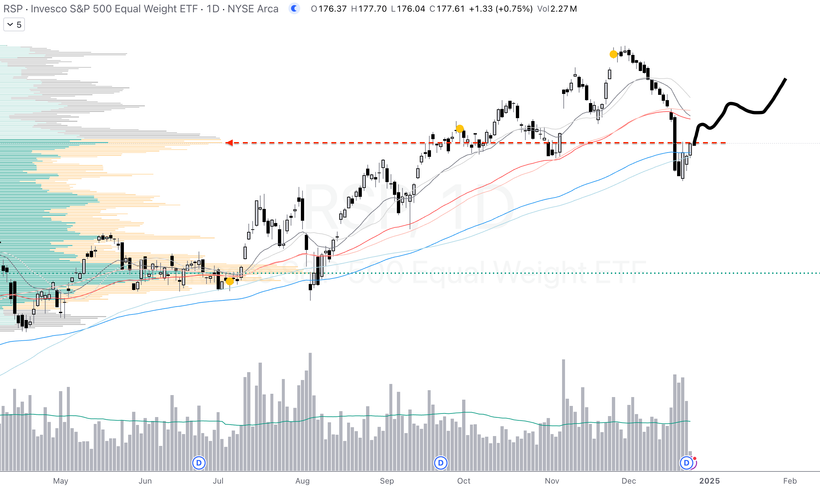 RSP · Invesco S&P 500 Equal Weight ETF · 1D · NYSE Arca O176.37 H177.70 L176.04 C177.61 +1.33 (+0.75%) Vol2.27M
5
RSP, 1D
500 Equal Weight ETF
D D D
May Jun Jul Aug Sep Oct Nov Dec 2025 Feb